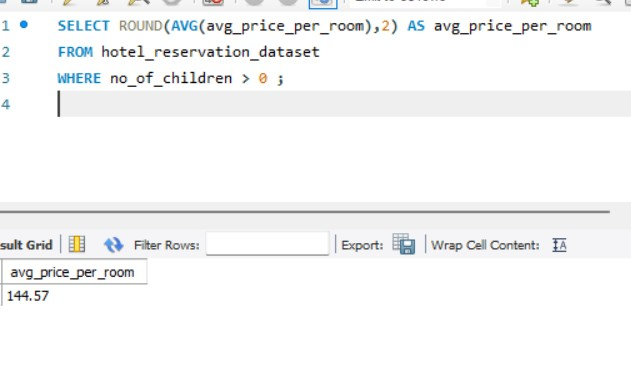 1 SELECT ROUND(AVG(avg_price_per_room),2) AS avg_price_per_room
2 FROM hotel_reservation_dataset
3 WHERE no_of_children > 0 ;
4
sult Grid Filter Rows: Export: Wrap Cell Content:
avg_price_per_room
144.57